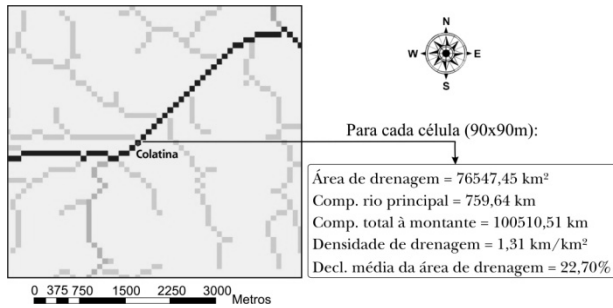 N
W E
S
Para cada célula (90x90m):
Colatina
Área de drenagem = 76547,45 km²
Comp. rio principal = 759,64 km
Comp. total à montante = 100510,51 km
Densidade de drenagem = 1,31 km/km²
Decl. média da área de drenagem = 22,70%
0 375 750 1500 2250 3000
Metros